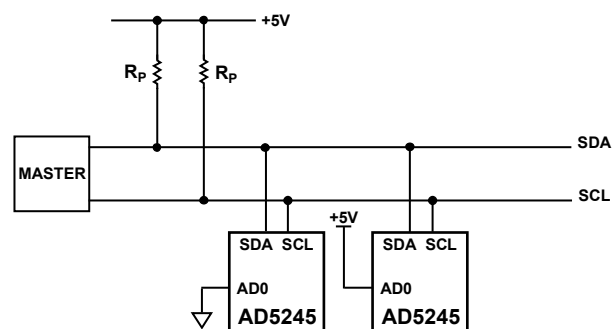 +5V
RP RP
MASTER
SDA
SCL
+5V
SDA SCL
AD0
AD5245
SDA SCL
AD0
AD5245